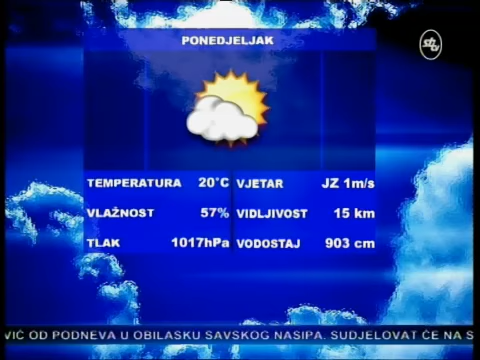 PONEDJELJAK
TEMPERATURA 20°C VJETAR JZ 1m/s
VLAŽNOST 57% VIDLJIVOST 15 km
TLAK 1017hPa VODOSTAJ 903 cm
VIĆ OD PODNEVA U OBILASKU SAVSKOG NASIPA. SUDJELOVAT ĆE NA S